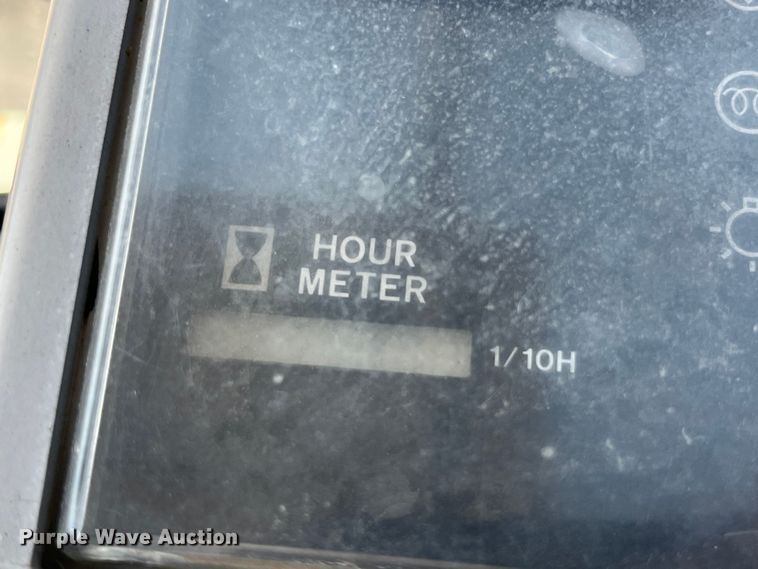 HOUR
METER
1/10H
Purple Wave Auction